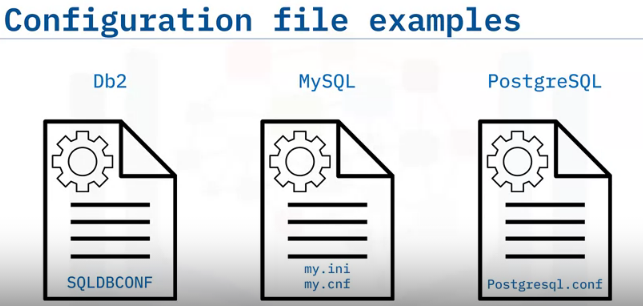 Configuration file examples
Db2
MySQL
PostgreSQL
SQLDBCONF
my.ini
my.cnf
Postgresql.conf